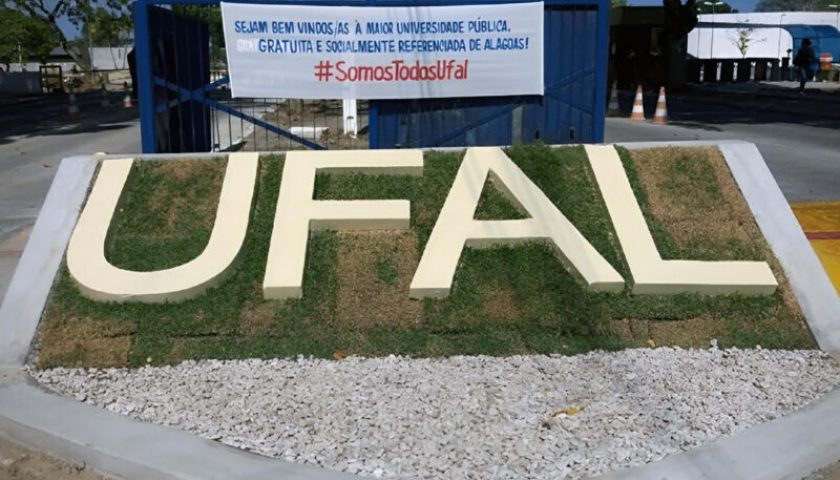 SEJAM BEM VINDOS/AS À MAIOR UNIVERSIDADE PÚBLICA,
GRATUITA E SOCIALMENTE REFERENCIADA DE ALAGOAS!
#SomosTodosUfal
UFAL